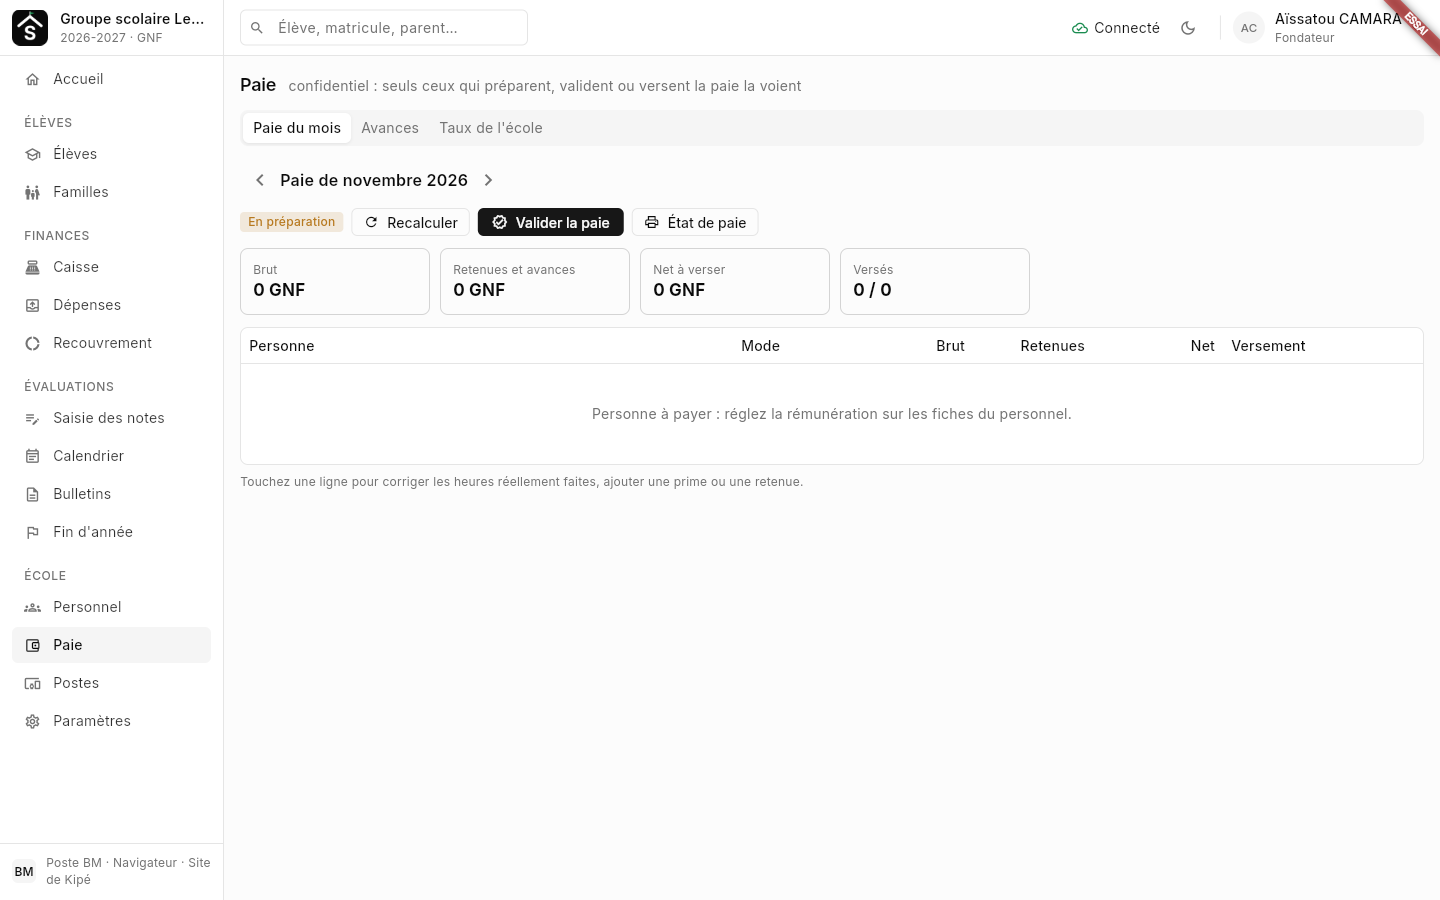 Groupe scolaire Le...
2026-2027 · GNF
Élève, matricule, parent...
Connecté
AC
Aïssatou CAMARA
Fondateur
ESSAI
Accueil
ÉLÈVES
Élèves
Familles
FINANCES
Caisse
Dépenses
Recouvrement
ÉVALUATIONS
Saisie des notes
Calendrier
Bulletins
Fin d'année
ÉCOLE
Personnel
Paie
Postes
Paramètres
BM
Poste BM · Navigateur · Site
de Kipé
Paie confidentiel : seuls ceux qui préparent, valident ou versent la paie la voient
Paie du mois Avances Taux de l'école
Paie de novembre 2026
En préparation Recalculer Valider la paie État de paie
Brut Retenues et avances Net à verser Versés
0 GNF 0 GNF 0 GNF 0 / 0
Personne Mode Brut Retenues Net Versement
Personne à payer : réglez la rémunération sur les fiches du personnel.
Touchez une ligne pour corriger les heures réellement faites, ajouter une prime ou une retenue.